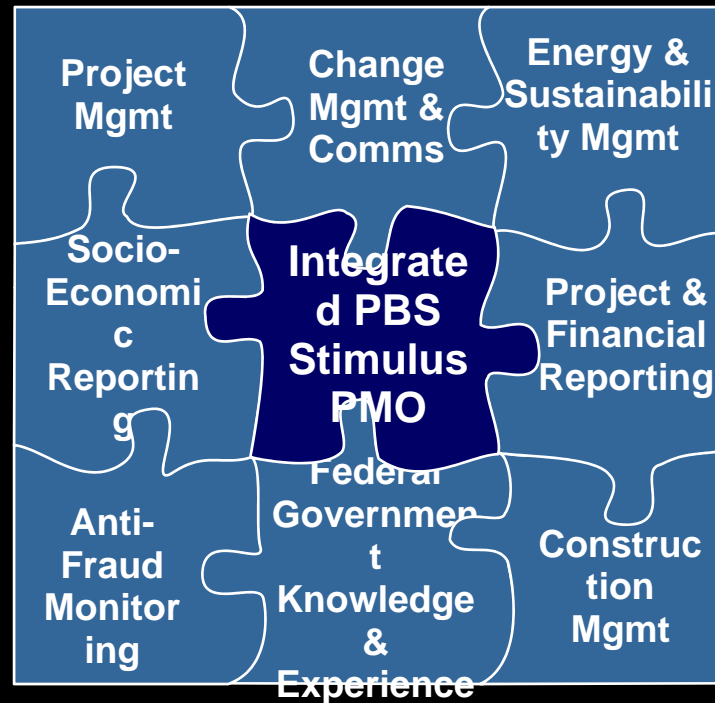 Project
Mgmt
Change
Mgmt &
Comms
Energy &
Sustainabili
ty Mgmt
Socio-
Economi
c
Reportin
g
Integrate
d PBS
Stimulus
PMO
Project &
Financial
Reporting
Anti-
Fraud
Monitor
ing
Federal
Governmen
t
Knowledge
&
Experience
Construc
tion
Mgmt